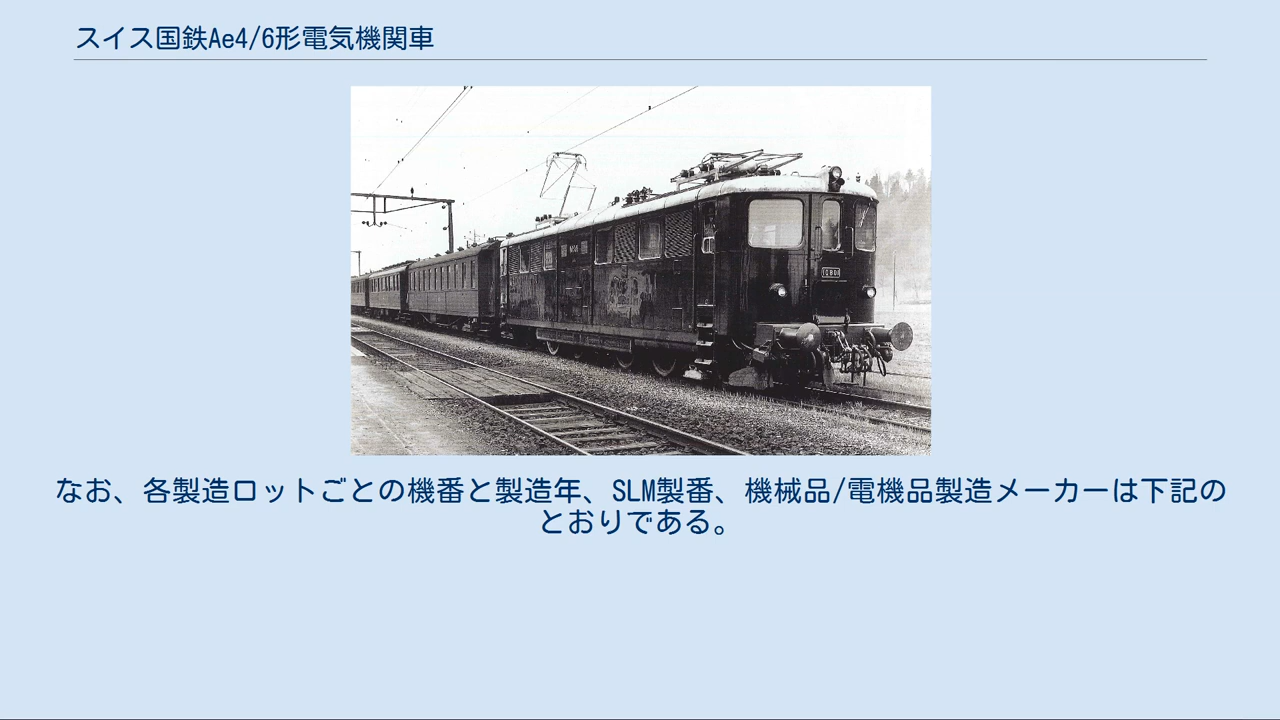 スイス国鉄Ae4/6形電気機関車
なお、各製造ロットごとの機番と製造年、SLM製番、機械品/電機品製造メーカーは下記の
とおりである。